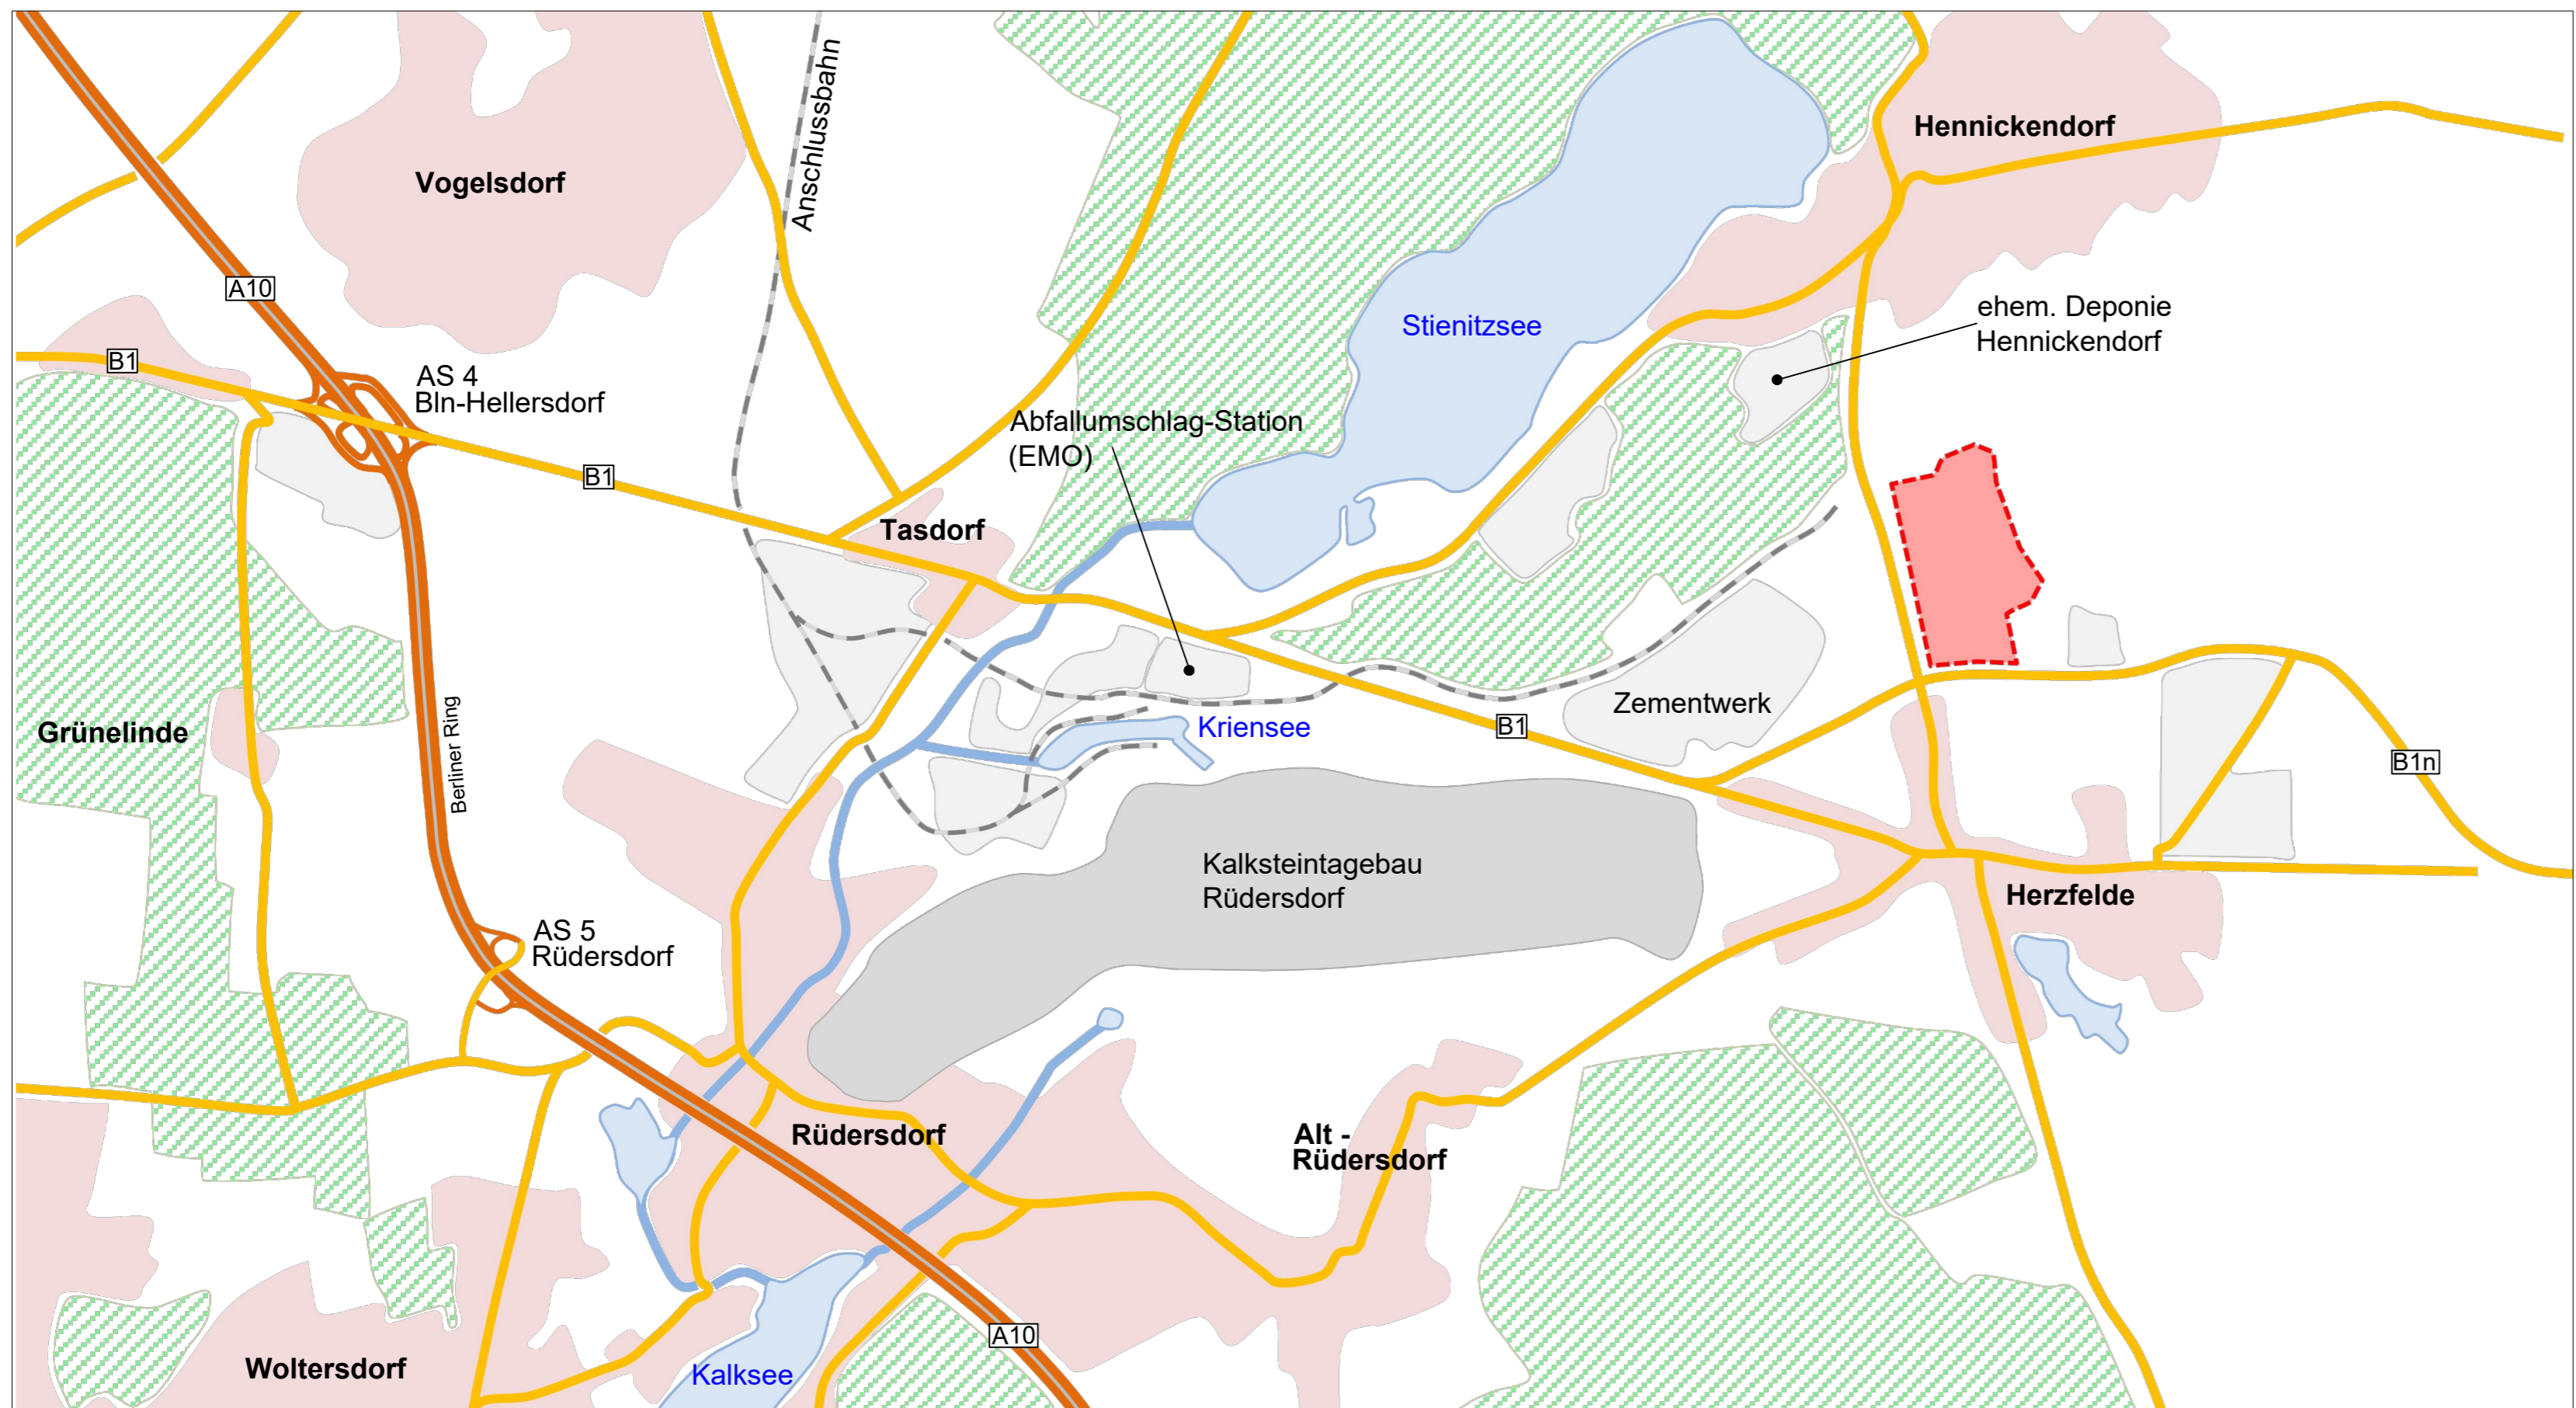 Anschlussbahn
Hennickendorf
Vogelsdorf
A10
ehem. Deponie
Hennickendorf
Stienitzsee
B1
AS 4
Bln-Hellersdorf
Abfallumschlag-Station
(EMO)
B1
Tasdorf
Zementwerk
Kriensee
B1
Grünelinde
Berliner Ring
B1n
Kalksteintagebau
Rüdersdorf
Herzfelde
AS 5
Rüdersdorf
Rüdersdorf
Alt -
Rüdersdorf
A10
Woltersdorf
Kalksee